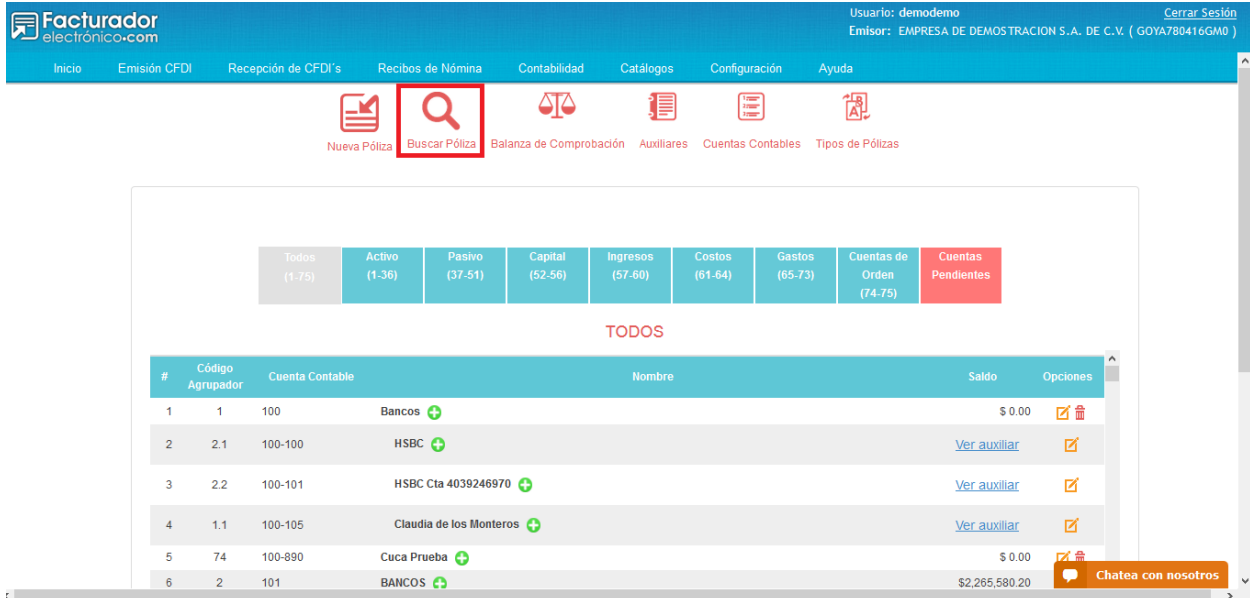 Facturador
electrónico.com
Usuario: demodemo
Cerrar Sesión
Emisor: EMPRESA DE DEMOSTRACION S.A. DE C.V. ( GOYA780416GM0 )
Inicio Emisión CFDI Recepción de CFDI´s Recibos de Nómina Contabilidad Catálogos Configuración Ayuda
Nueva Póliza Buscar Póliza Balanza de Comprobación Auxiliares Cuentas Contables Tipos de Pólizas
Todos
(1-75)
Activo
(1-36)
Pasivo
(37-51)
Capital
(52-56)
Ingresos
(57-60)
Costos
(61-64)
Gastos
(65-73)
Cuentas de
Orden
(74-75)
Cuentas
Pendientes
TODOS
# Código Agrupador Cuenta Contable Nombre Saldo Opciones
1 1 100 Bancos $ 0.00
2 2.1 100-100 HSBC Ver auxiliar
3 2.2 100-101 HSBC Cta 4039246970 Ver auxiliar
4 1.1 100-105 Claudia de los Monteros Ver auxiliar
5 74 100-890 Cuca Prueba $ 0.00
6 2 101 BANCOS $2,265,580.20
Chatea con nosotros